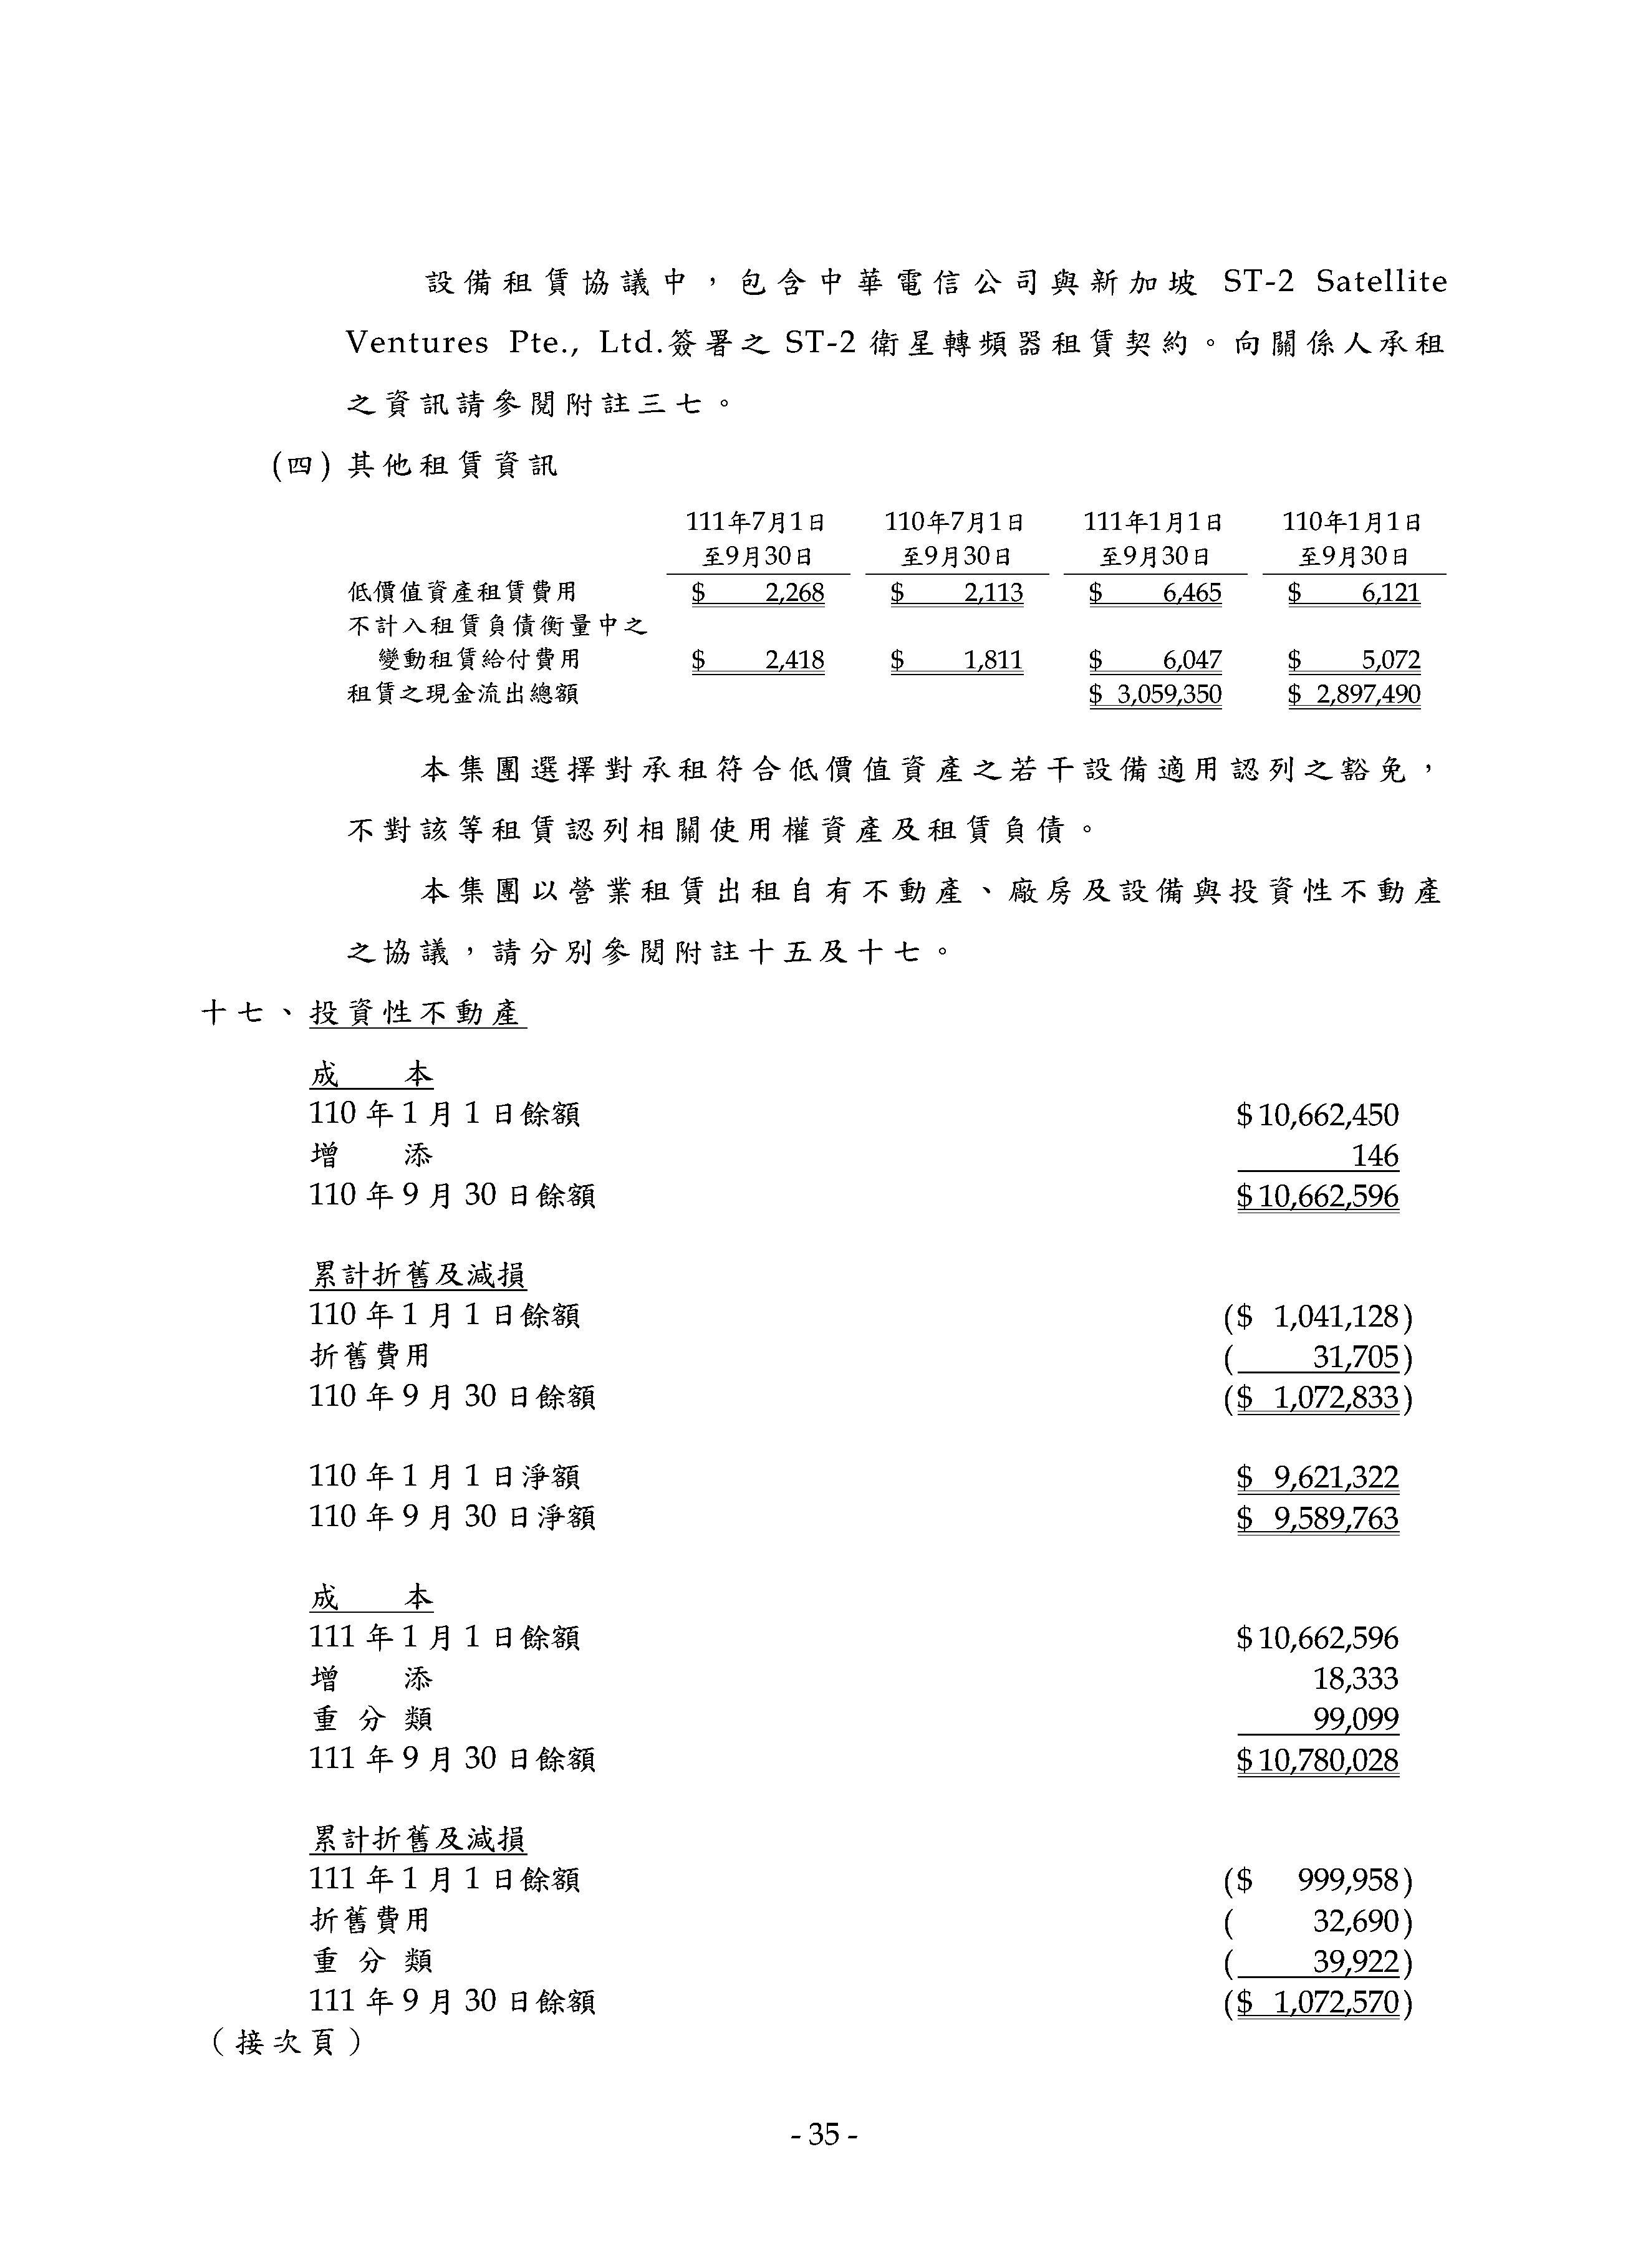 設備租賃協議中，包含中華電信公司與新加坡 ST-2 Satellite
Ventures Pte., Ltd.簽署之 ST-2 衛星轉頻器租賃契約。向關係人承租
之資訊請參閱附註三七。
(四) 其他租賃資訊
111年7月1日 110年7月1日 111年1月1日 110年1月1日
至9月30日 至9月30日 至9月30日 至9月30日
低價值資產租賃費用 $ 2,268 $ 2,113 $ 6,465 $ 6,121
不計入租賃負債衡量中之
變動租賃給付費用 $ 2,418 $ 1,811 $ 6,047 $ 5,072
租賃之現金流出總額 $ 3,059,350 $ 2,897,490
本集團選擇對承租符合低價值資產之若干設備適用認列之豁免，
不對該等租賃認列相關使用權資產及租賃負債。
本集團以營業租賃出租自有不動產、廠房及設備與投資性不動產
之協議，請分別參閱附註十五及十七。
十七、投資性不動產
成 本
110 年 1 月 1 日餘額 $ 10,662,450
增 添 146
110 年 9 月 30 日餘額 $ 10,662,596
累計折舊及減損
110 年 1 月 1 日餘額 ($ 1,041,128)
折舊費用 ( 31,705)
110 年 9 月 30 日餘額 ($ 1,072,833)
110 年 1 月 1 日淨額 $ 9,621,322
110 年 9 月 30 日淨額 $ 9,589,763
成 本
111 年 1 月 1 日餘額 $ 10,662,596
增 添 18,333
重 分 類 99,099
111 年 9 月 30 日餘額 $ 10,780,028
累計折舊及減損
111 年 1 月 1 日餘額 ($ 999,958)
折舊費用 ( 32,690)
重 分 類 ( 39,922)
111 年 9 月 30 日餘額 ($ 1,072,570)
（接次頁）
- 35 -